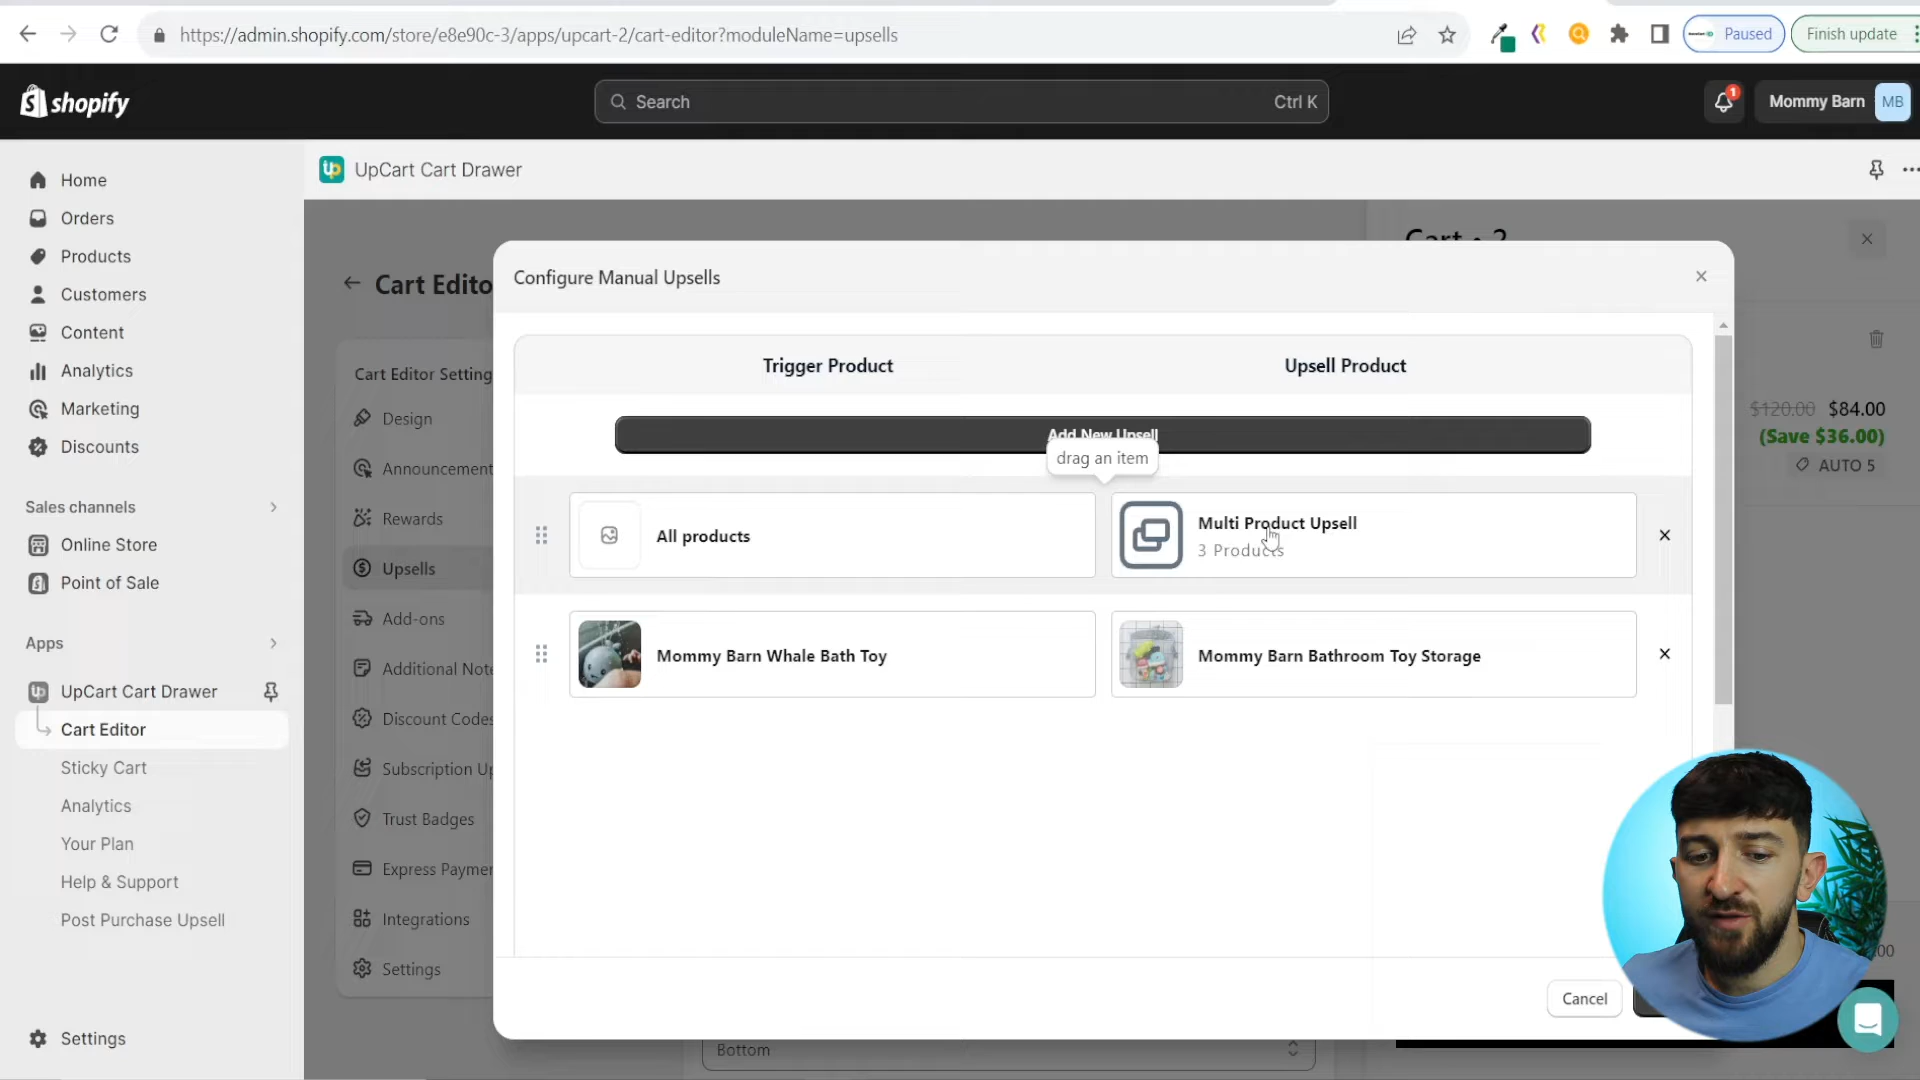 https://admin.shopify.com/store/e8e90c-3/apps/upcart-2/cart-editor?moduleName=upsells
Paused
Finish update
shopify
Search
Ctrl K
1
Mommy Barn
MB
Home
Orders
Products
Customers
Content
Analytics
Marketing
Discounts
Sales channels
Online Store
Point of Sale
Apps
UpCart Cart Drawer
Cart Editor
Sticky Cart
Analytics
Your Plan
Help & Support
Post Purchase Upsell
Settings
up
UpCart Cart Drawer
Cart Edito
Cart Editor Setting
Design
Announcement
Rewards
Upsells
Add-ons
Additional Note
Discount Codes
Subscription Up
Trust Badges
Express Paymer
Integrations
Settings
Configure Manual Upsells
Trigger Product
Upsell Product
Add New Upsell
drag an item
All products
Multi Product Upsell
3 Products
Mommy Barn Whale Bath Toy
Mommy Barn Bathroom Toy Storage
Cancel
Bottom
Cart • 2
$120.00 $84.00
(Save $36.00)
AUTO 5